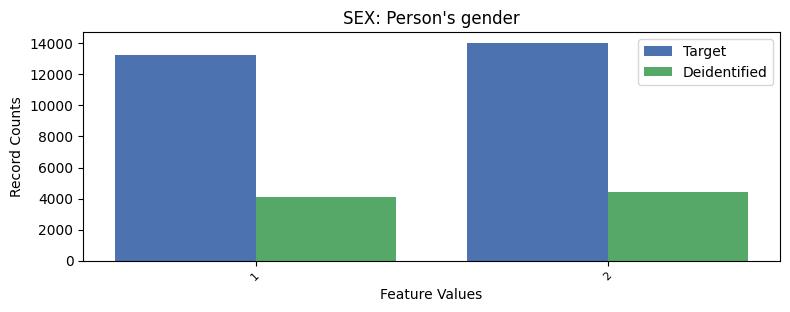 SEX: Person's gender
Target
Deidentified
Record Counts
14000
12000
10000
8000
6000
4000
2000
0
1
2
Feature Values